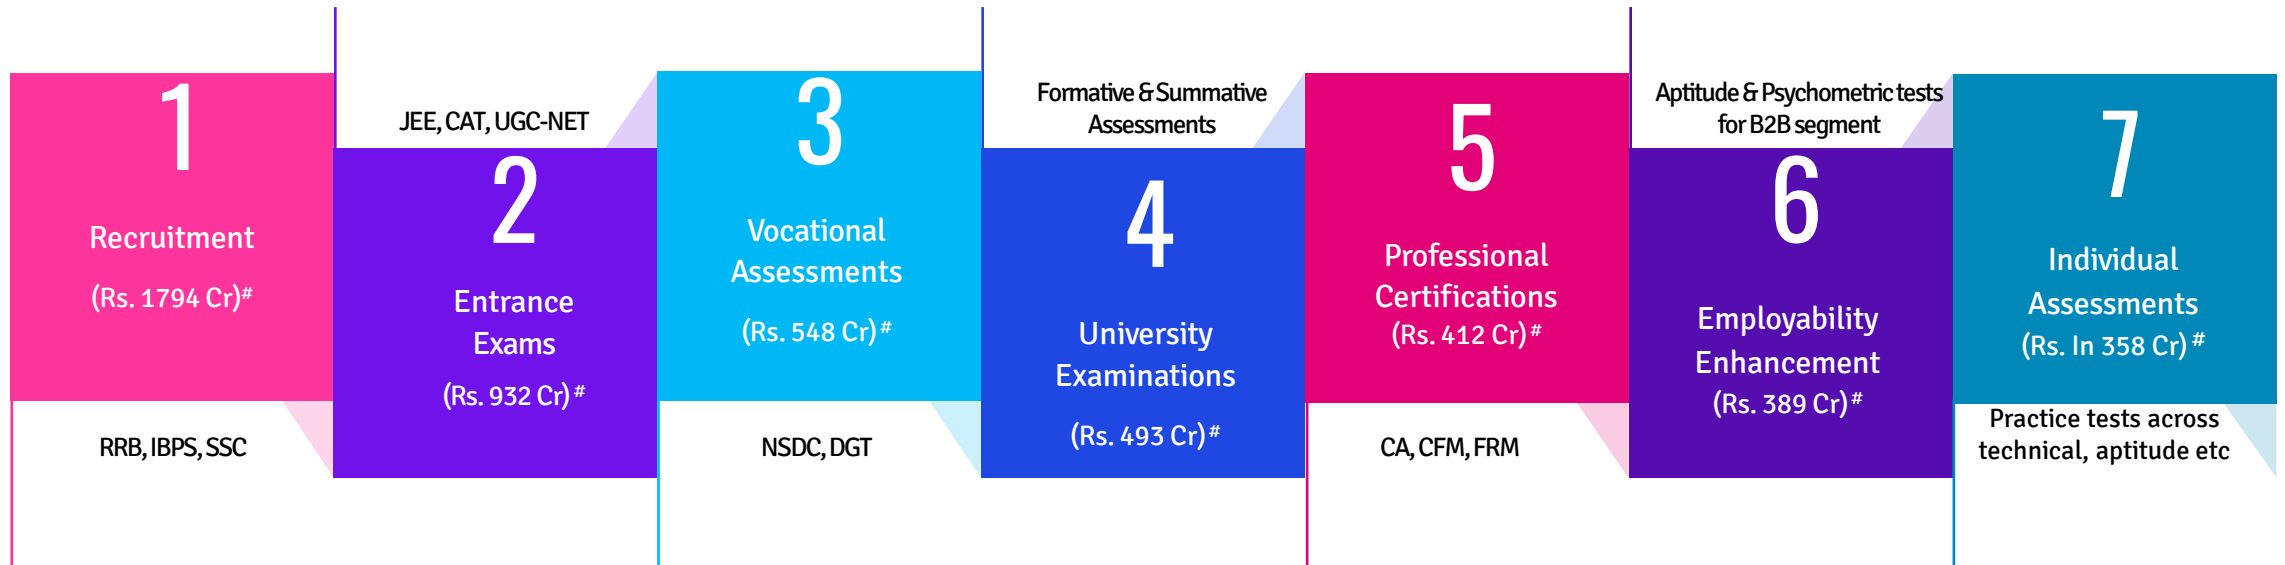 1
Recruitment
(Rs. 1794 Cr)#
RRB, IBPS, SSC
JEE, CAT, UGC-NET
2
Entrance
Exams
(Rs. 932 Cr) #
3
Vocational
Assessments
(Rs. 548 Cr) #
NSDC, DGT
Formative & Summative
Assessments
4
University
Examinations
(Rs. 493 Cr) #
5
Professional
Certifications
(Rs. 412 Cr) #
CA, CFM, FRM
Aptitude & Psychometric tests
for B2B segment
6
Employability
Enhancement
(Rs. 389 Cr) #
7
Individual
Assessments
(Rs. In 358 Cr) #
Practice tests across
technical, aptitude etc